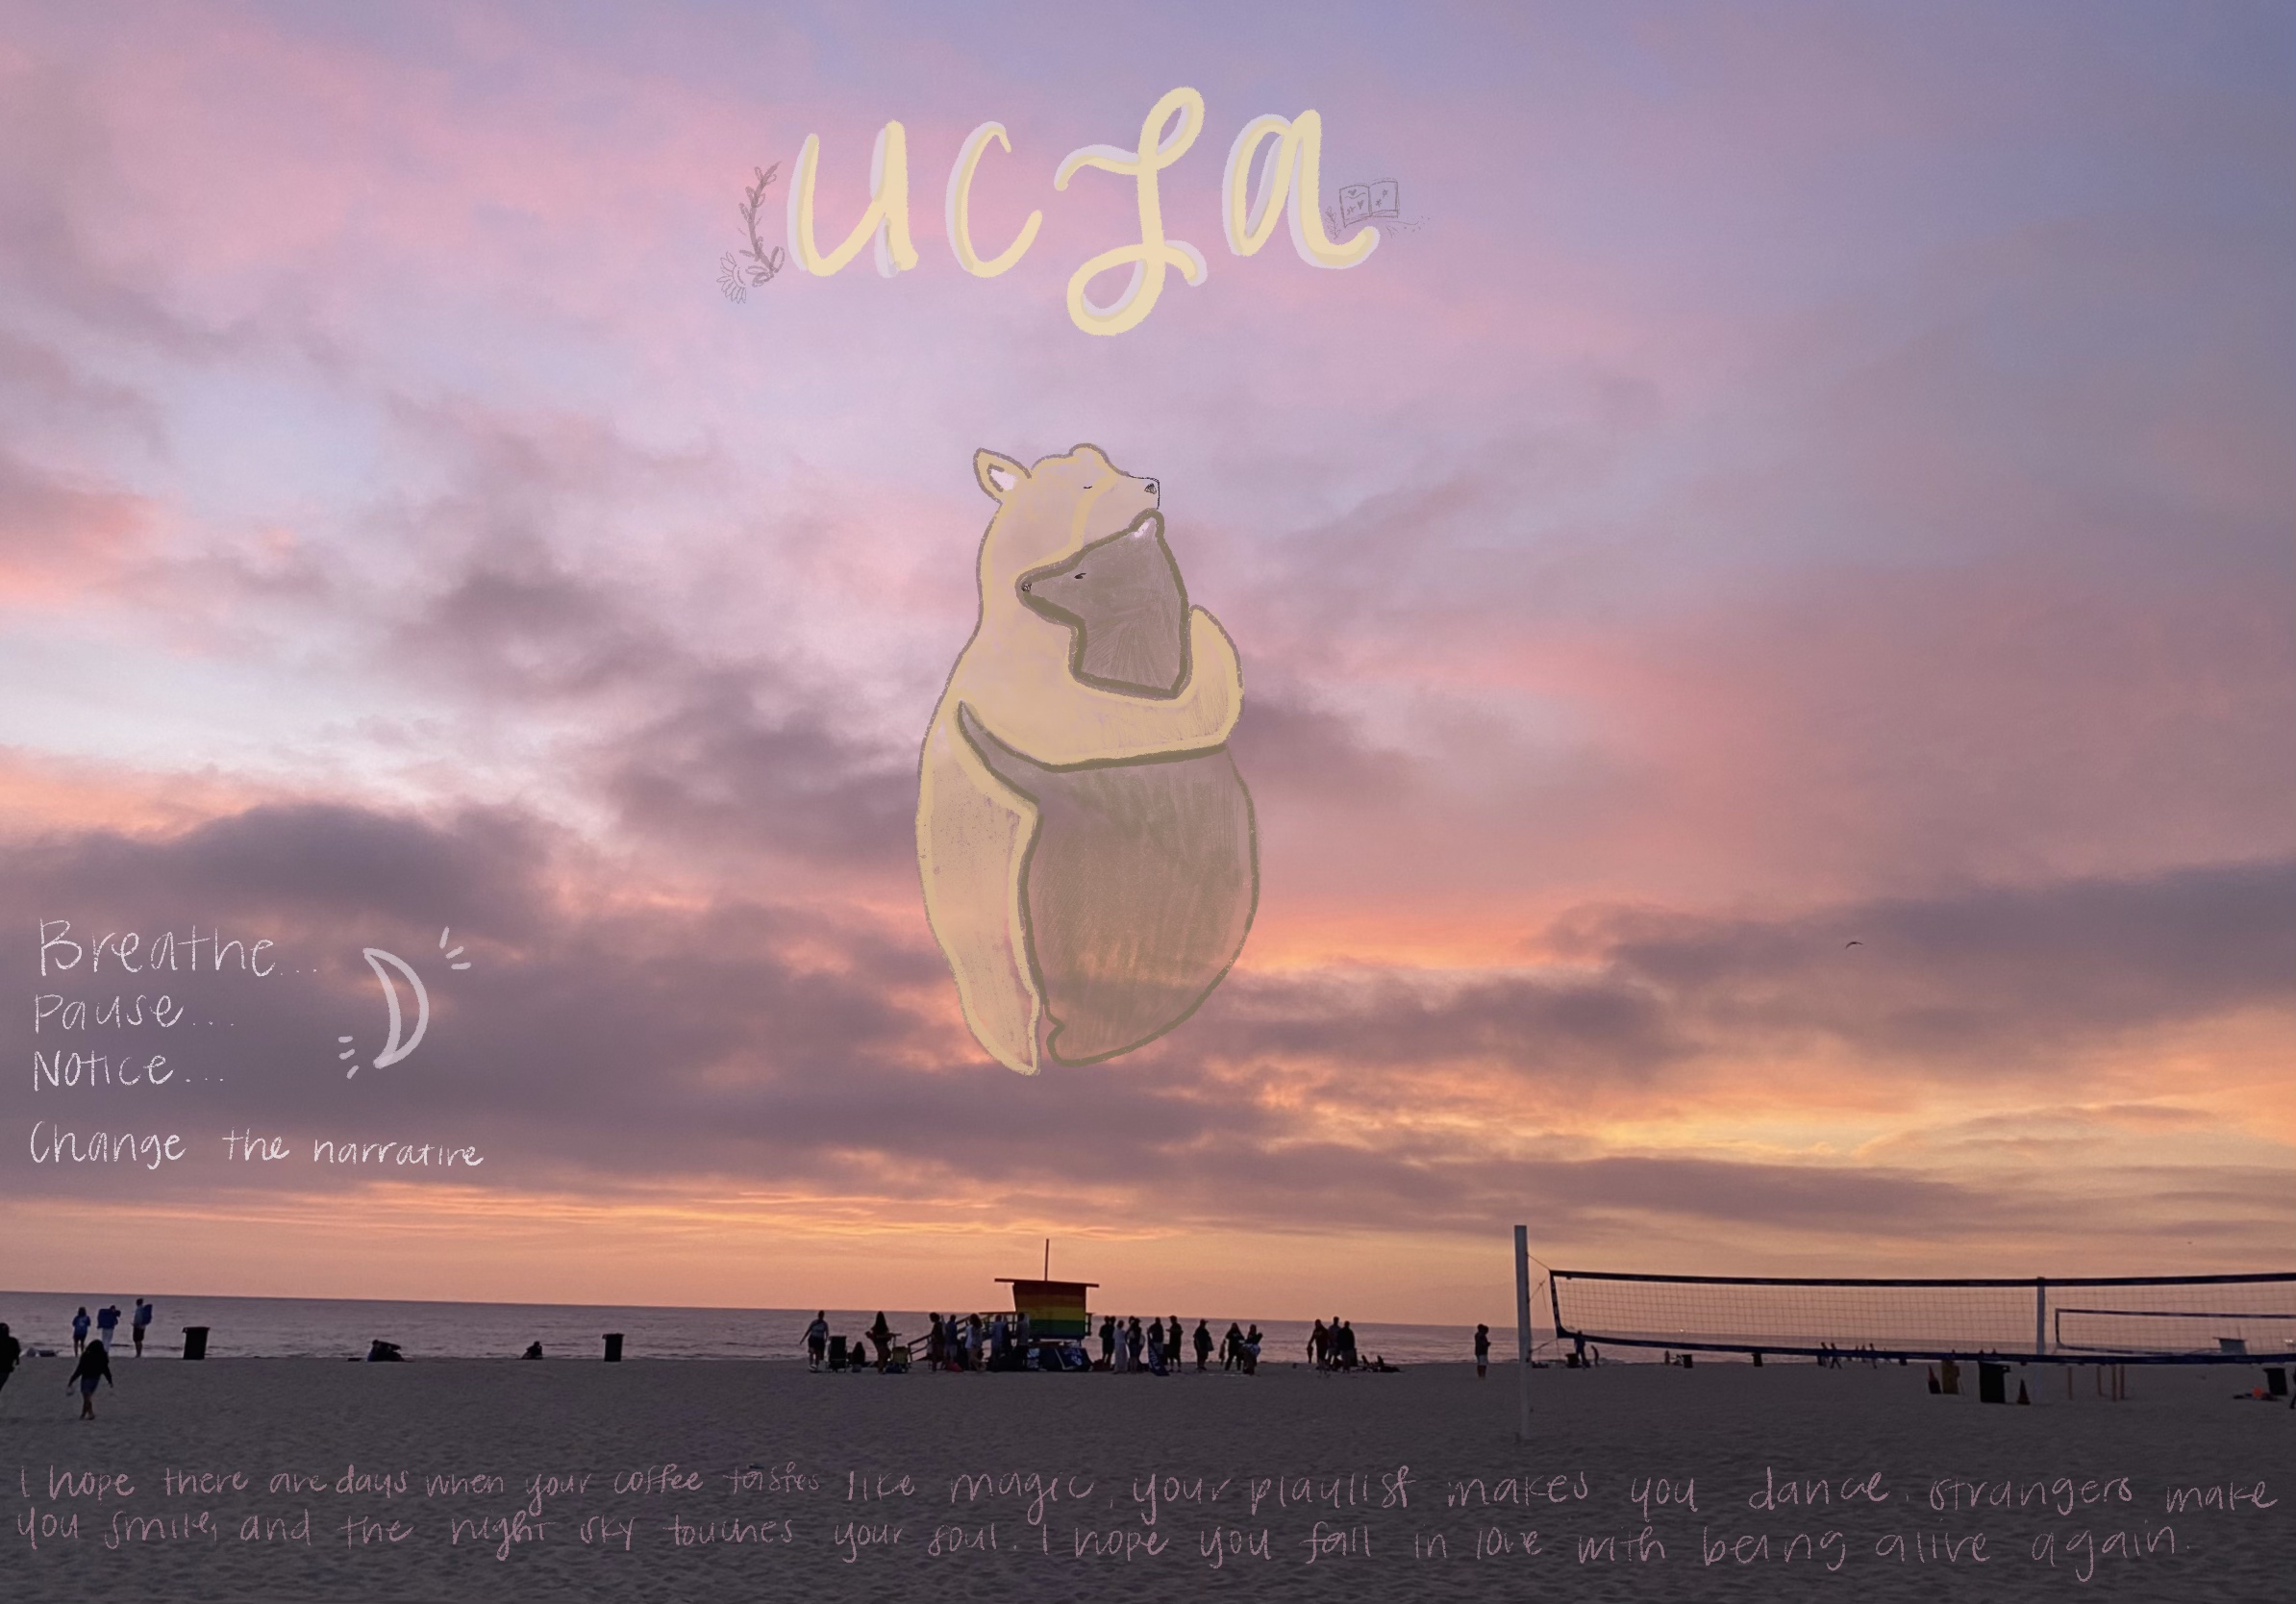 UCLA
Breathe...
Pause...
Notice...
Change the narrative
I hope there are days when your coffee tastes like magic, your playlist makes you dance, strangers make
you smile, and the night sky touches your soul. I hope you fall in love with being alive again.